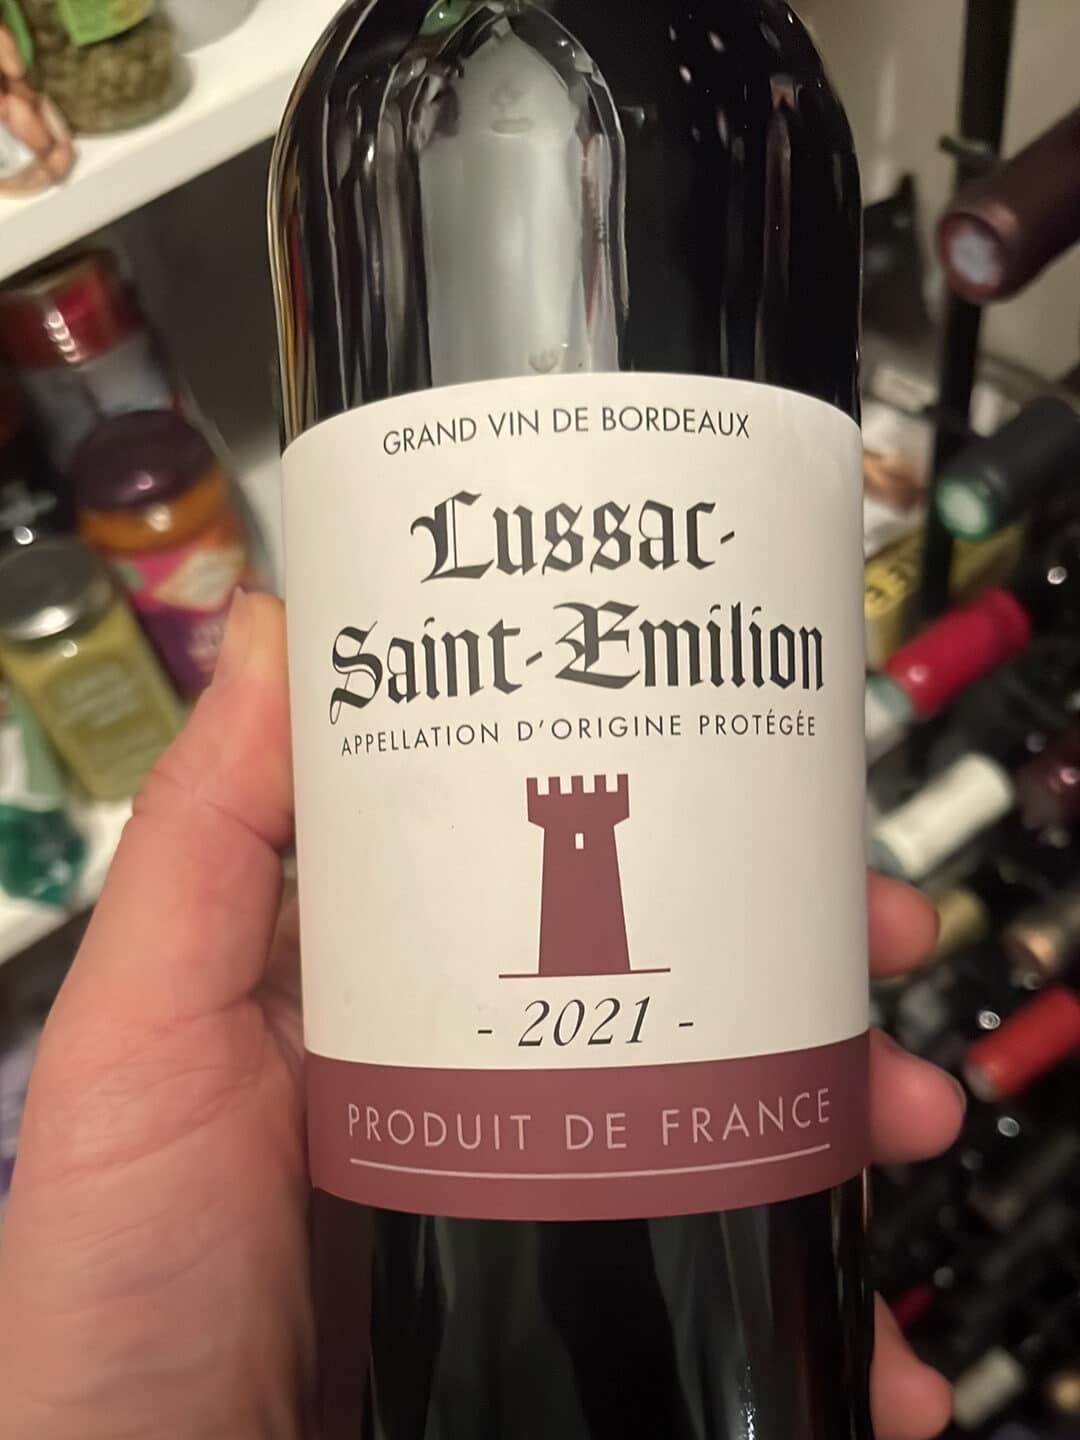 GRAND VIN DE BORDEAUX
Lussac-
Saint-Emilion
APPELLATION D'ORIGINE PROTÉGÉE
- 2021 -
PRODUIT DE FRANCE